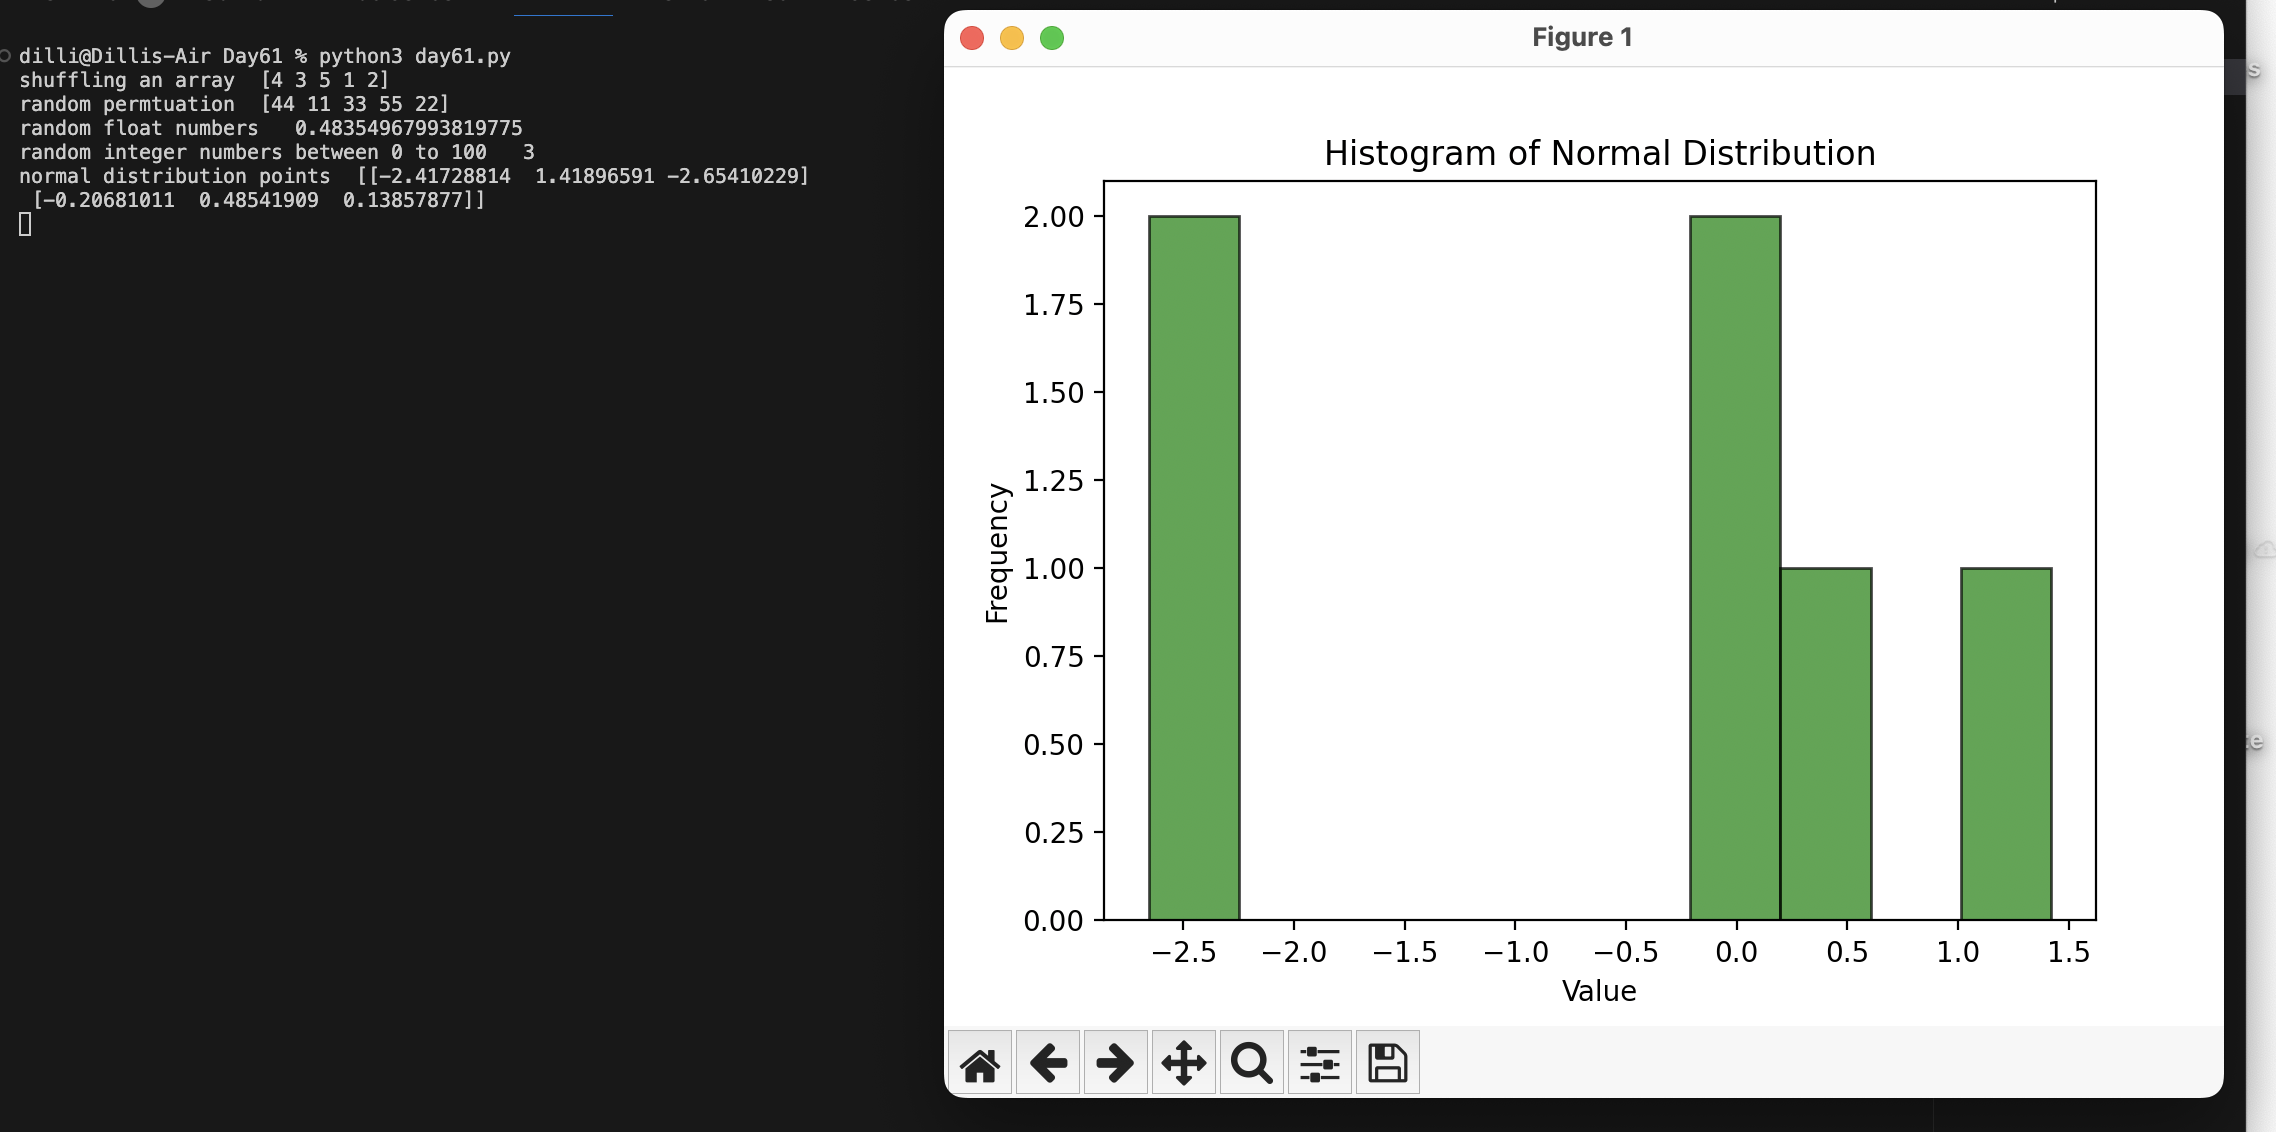 dilli@Dillis-Air Day61 % python3 day61.py
shuffling an array  [4 3 5 1 2]
random permtuation  [44 11 33 55 22]
random float numbers   0.48354967993819775
random integer numbers between 0 to 100   3
normal distribution points  [[-2.41728814  1.41896591 -2.65410229]
 [-0.20681011  0.48541909  0.13857877]]
Figure 1
Histogram of Normal Distribution
2.00
1.75
1.50
1.25
1.00
0.75
0.50
0.25
0.00
Frequency
−2.5 −2.0 −1.5 −1.0 −0.5 0.0 0.5 1.0 1.5
Value